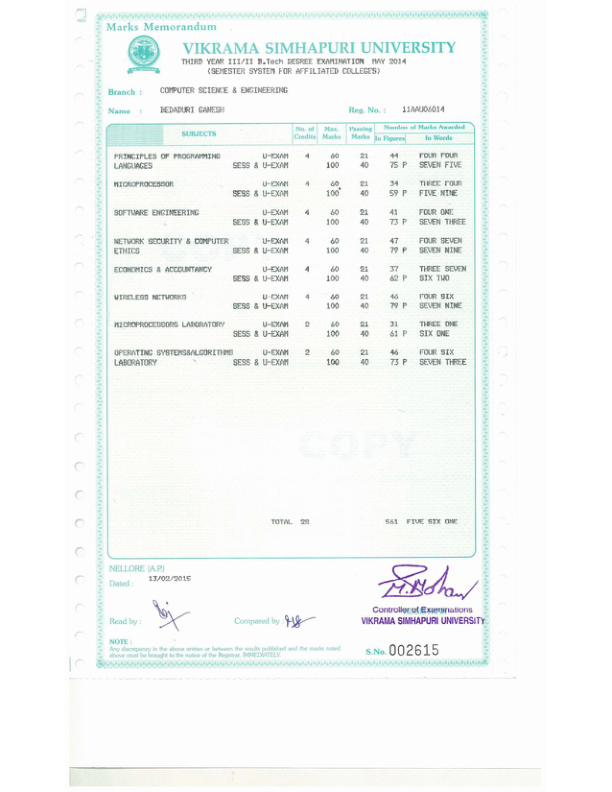 Marks Memorandum
VIKRAMA SIMHAPURI UNIVERSITY
THIRD YEAR III/II B.Tech DEGREE EXAMINATION MAY 2014
(SEMESTER SYSTEM FOR AFFILIATED COLLEGES)
Branch : COMPUTER SCIENCE & ENGINEERING
Name : BEDADURI GANESH Reg. No. : 11AAU06014
SUBJECTS No. of Credits Max. Marks Passing Marks Number of Marks Awarded
In Figures In Words
PRINCIPLES OF PROGRAMMING U-EXAM 4 60 21 44 FOUR FOUR
LANGUAGES SESS & U-EXAM 100 40 75 P SEVEN FIVE
MICROPROCESSOR U-EXAM 4 60 21 34 THREE FOUR
SESS & U-EXAM 100 40 59 P FIVE NINE
SOFTWARE ENGINEERING U-EXAM 4 60 21 41 FOUR ONE
SESS & U-EXAM 100 40 73 P SEVEN THREE
NETWORK SECURITY & COMPUTER U-EXAM 4 60 21 47 FOUR SEVEN
ETHICS SESS & U-EXAM 100 40 79 P SEVEN NINE
ECONOMICS & ACCOUNTANCY U-EXAM 4 60 21 37 THREE SEVEN
SESS & U-EXAM 100 40 62 P SIX TWO
WIRELESS NETWORKS U-EXAM 4 60 21 46 FOUR SIX
SESS & U-EXAM 100 40 79 P SEVEN NINE
MICROPROCESSORS LABORATORY U-EXAM 2 60 21 31 THREE ONE
SESS & U-EXAM 100 40 61 P SIX ONE
OPERATING SYSTEMS&ALGORITHMS U-EXAM 2 60 21 46 FOUR SIX
LABORATORY SESS & U-EXAM 100 40 73 P SEVEN THREE
COPY
TOTAL 28 561 FIVE SIX ONE
NELLORE (A.P.)
Dated : 13/02/2015
M.Mohan
Controller of Examinations
Read by : Compared by VIKRAMA SIMHAPURI UNIVERSITY
NOTE :
Any discrepancy in the above entries or between the results published and the marks noted
above must be brought to the notice of the Registrar, IMMEDIATELY.
S.No. 002615